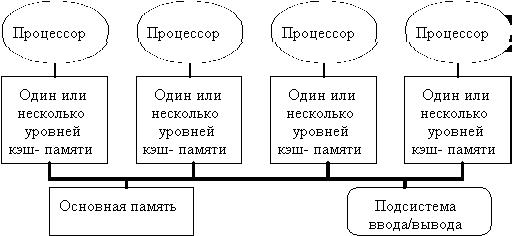 Процессор Процессор Процессор Процессор
Один или Один или Один или Один или
несколько несколько несколько несколько
уровней уровней уровней уровней
кэш- памяти кэш- памяти кэш- памяти кэш- памяти
Основная память
Подсистема
ввода/вывода